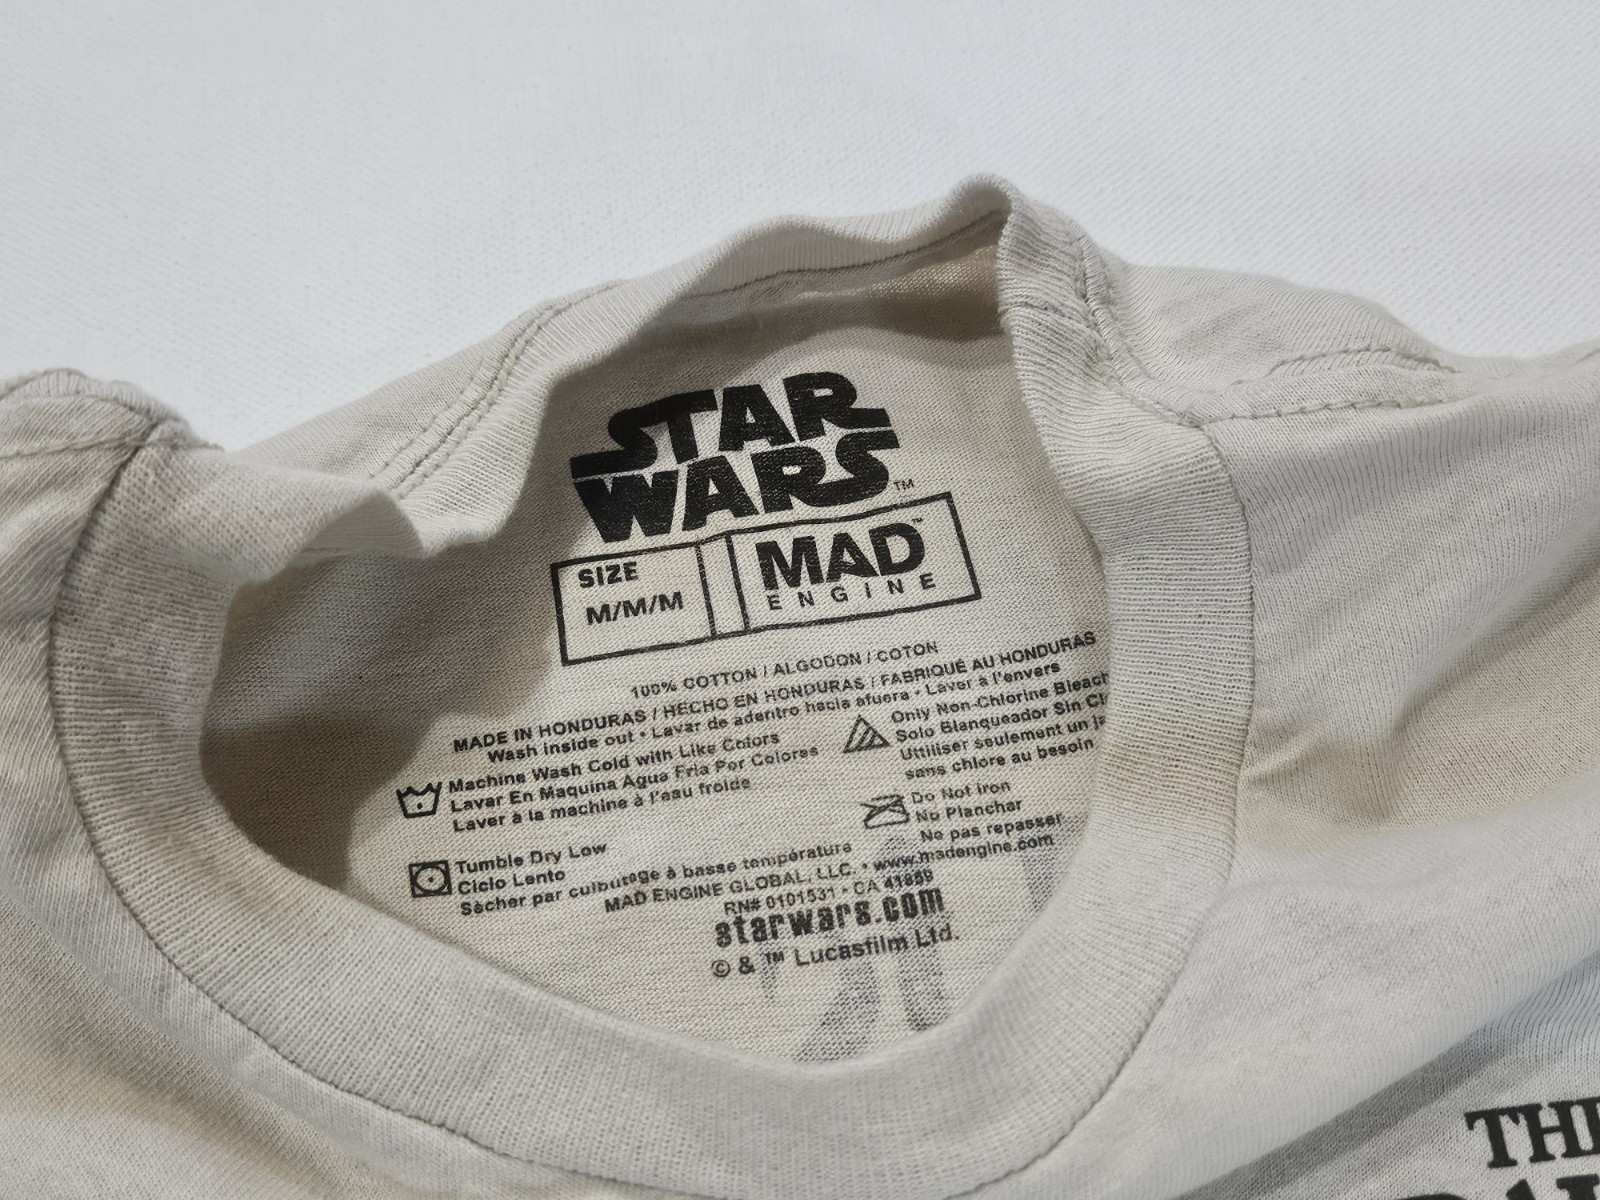 STAR
WARS™
SIZE
M/M/M
MAD™
ENGINE
100% COTTON / ALGODON / COTON
MADE IN HONDURAS / HECHO EN HONDURAS / FABRIQUÉ AU HONDURAS
Wash inside out • Lavar de adentro hacia afuera • Laver à l'envers
Machine Wash Cold with Like Colors
Lavar En Maquina Agua Fria Por Colores
Laver à la machine à l'eau froide
Only Non-Chlorine Bleach
Solo Blanqueador Sin
Utiliser seulement un
sans chlore au besoin
Do Not Iron
No Planchar
Ne pas repasser
Tumble Dry Low
Ciclo Lento
Sécher par culbutage à basse température
MAD ENGINE GLOBAL, LLC. • www.madengine.com
RN# 0101531 • CA 41859
starwars.com
© & ™ Lucasfilm Ltd.